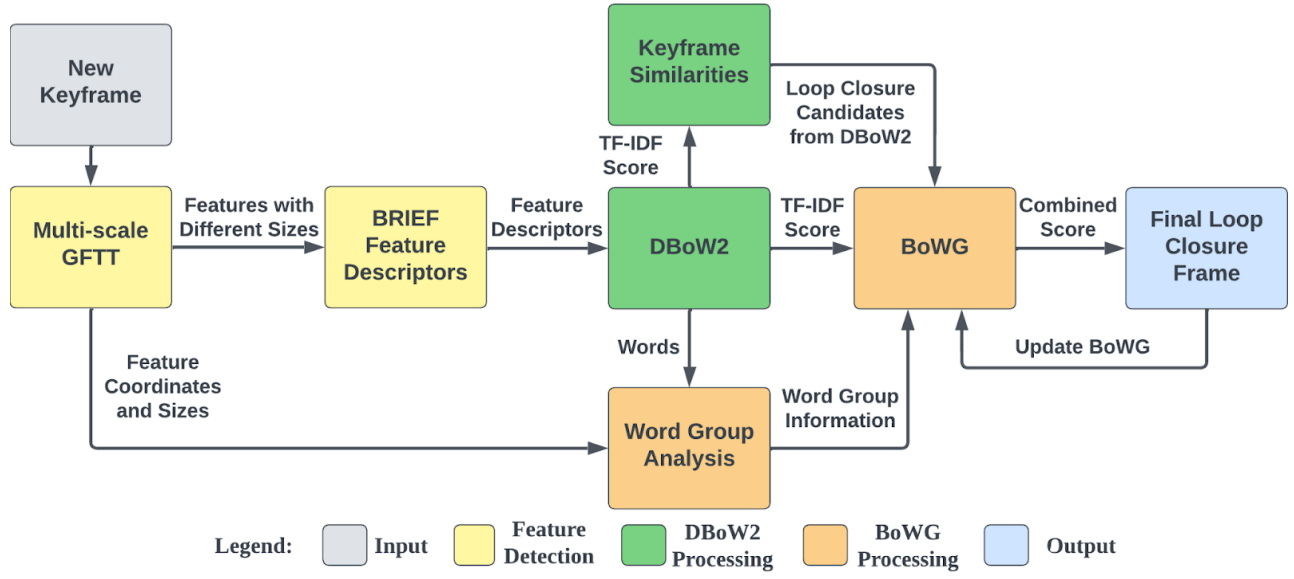 New
Keyframe
Keyframe
Similarities
Loop Closure
Candidates
from DBoW2
TF-IDF
Score
Multi-scale
GFTT
Features with
Different Sizes
BRIEF
Feature
Descriptors
Feature
Descriptors
DBoW2
TF-IDF
Score
BoWG
Combined
Score
Final Loop
Closure
Frame
Feature
Coordinates
and Sizes
Words
Update BoWG
Word Group
Analysis
Word Group
Information
Legend:
Input
Feature
Detection
DBoW2
Processing
BoWG
Processing
Output